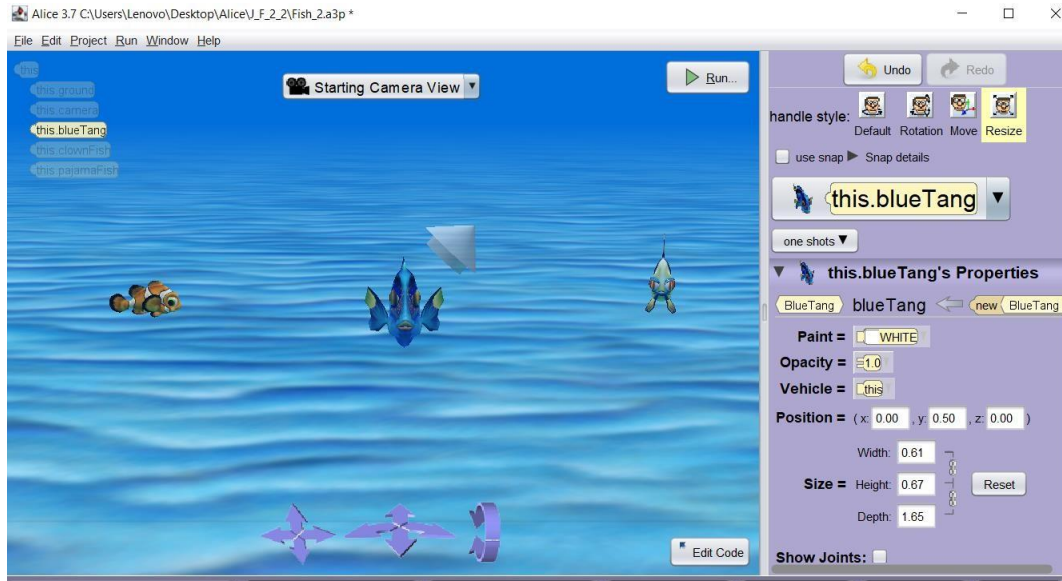 Alice 3.7 C:\Users\Lenovo\Desktop\Alice\J_F_2_2\Fish_2.a3p *
File Edit Project Run Window Help
this
this.ground
this.camera
this.blueTang
this.clownFish
this.pajamaFish
Starting Camera View
Run...
Edit Code
Undo Redo
handle style:
Default Rotation Move Resize
use snap Snap details
this.blueTang
one shots
this.blueTang's Properties
BlueTang blueTang new BlueTang
Paint = WHITE
Opacity = 1.0
Vehicle = this
Position = ( x: 0.00 , y: 0.50 , z: 0.00 )
Width: 0.61
Size = Height: 0.67 Reset
Depth: 1.65
Show Joints: